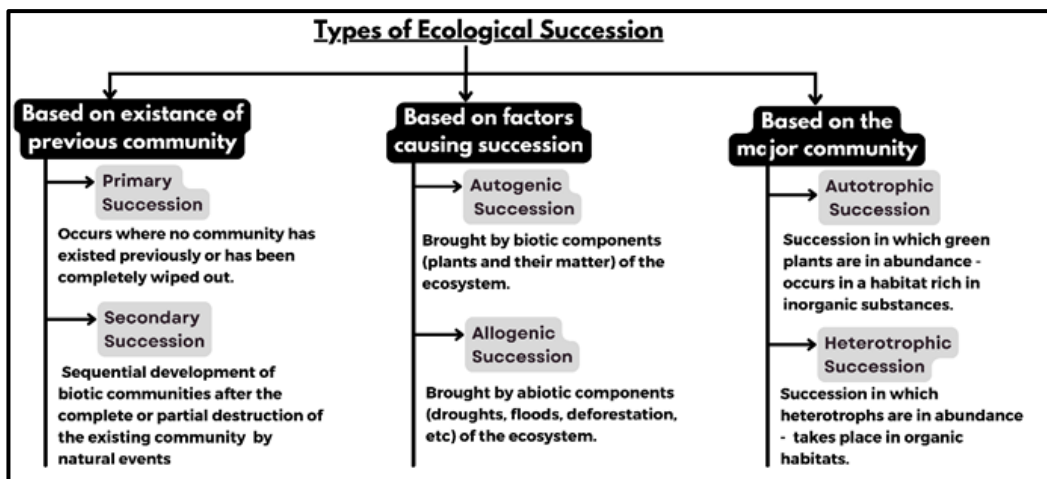 Types of Ecological Succession
Based on existance of
previous community
Primary
Succession
Occurs where no community has
existed previously or has been
completely wiped out.
Secondary
Succession
Sequential development of
biotic communities after the
complete or partial destruction of
the existing community by
natural events
Based on factors
causing succession
Autogenic
Succession
Brought by biotic components
(plants and their matter) of the
ecosystem.
Allogenic
Succession
Brought by abiotic components
(droughts, floods, deforestation,
etc) of the ecosystem.
Based on the
major community
Autotrophic
Succession
Succession in which green
plants are in abundance -
occurs in a habitat rich in
inorganic substances.
Heterotrophic
Succession
Succession in which
heterotrophs are in abundance
- takes place in organic
habitats.